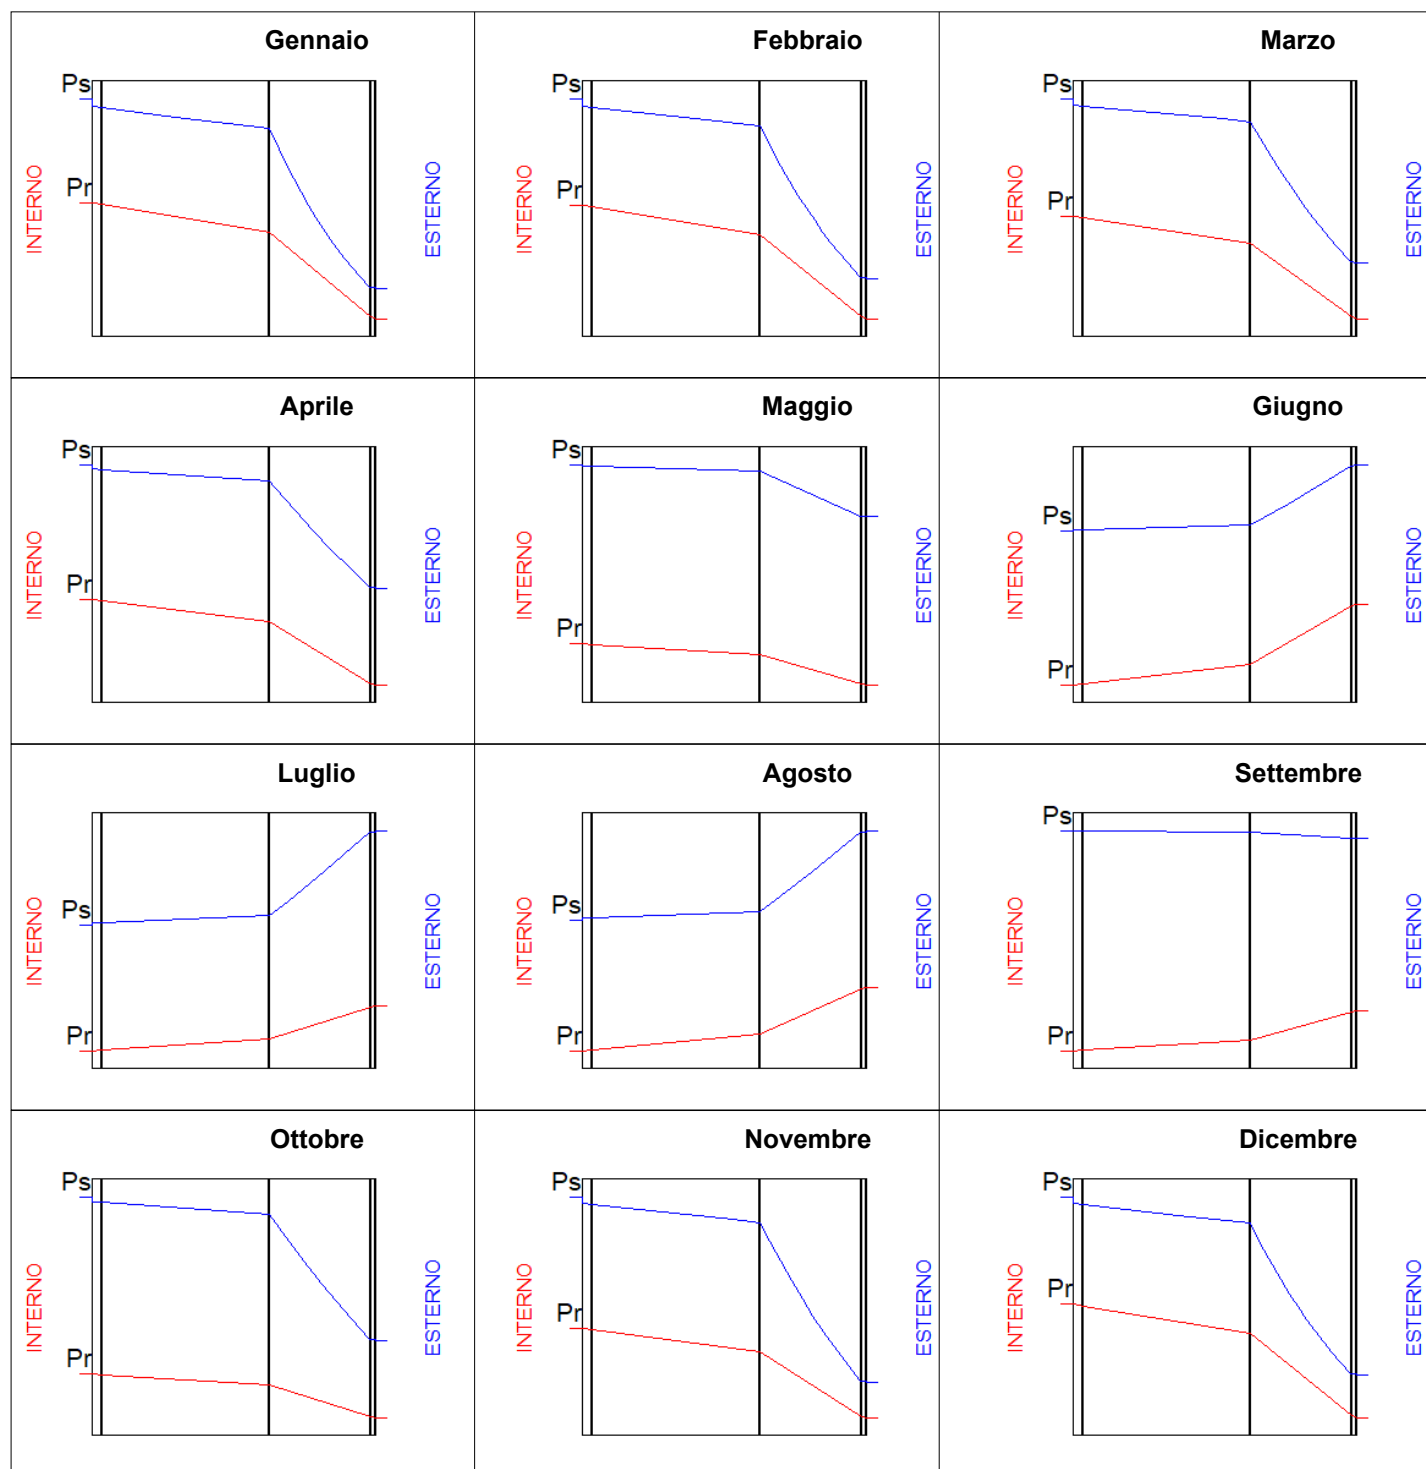 Gennaio
Ps
Pr
INTERNO
ESTERNO
Febbraio
Ps
Pr
INTERNO
ESTERNO
Marzo
Ps
Pr
INTERNO
ESTERNO
Aprile
Ps
Pr
INTERNO
ESTERNO
Maggio
Ps
Pr
INTERNO
ESTERNO
Giugno
Ps
Pr
INTERNO
ESTERNO
Luglio
Ps
Pr
INTERNO
ESTERNO
Agosto
Ps
Pr
INTERNO
ESTERNO
Settembre
Ps
Pr
INTERNO
ESTERNO
Ottobre
Ps
Pr
INTERNO
ESTERNO
Novembre
Ps
Pr
INTERNO
ESTERNO
Dicembre
Ps
Pr
INTERNO
ESTERNO